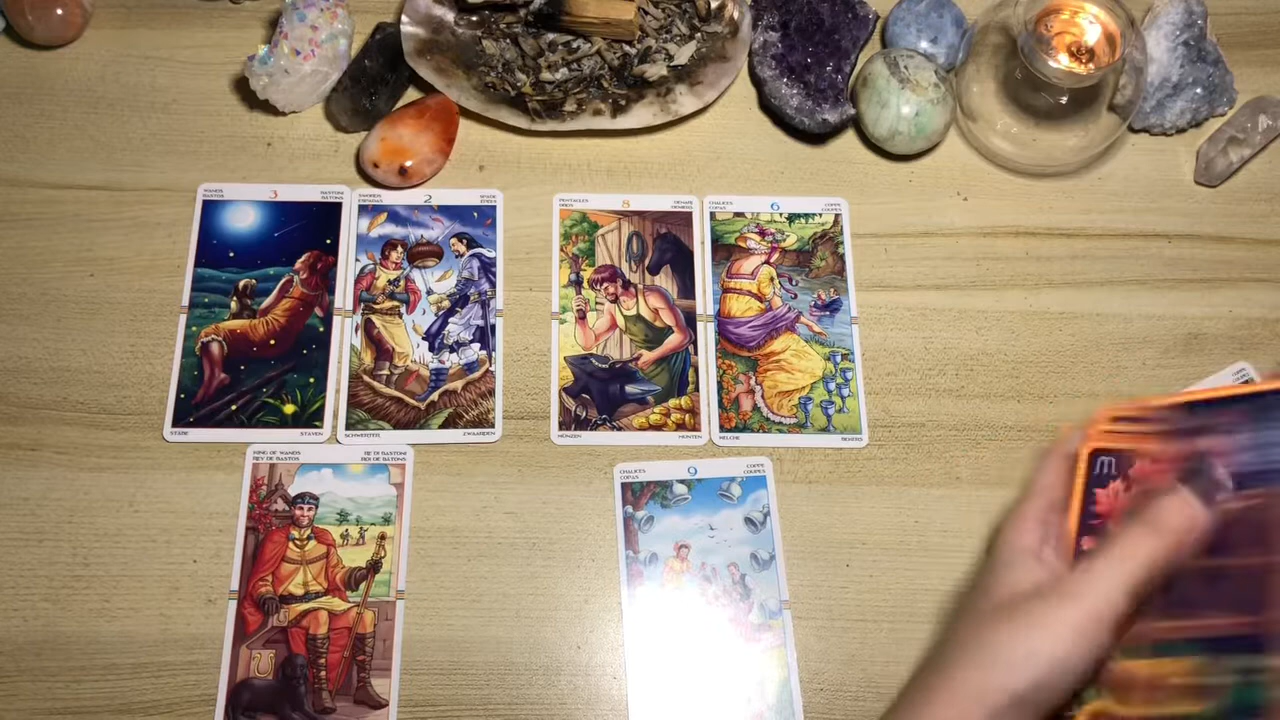 WANDS 3 BASTONI
BASTOS BÂTONS
STÄBE STAVEN
SWORDS 2 SPADE
ESPADAS ÉPÉES
SCHWERTER ZWAARDEN
PENTACLES 8 DENARI
OROS DENIERS
MÜNZEN MUNTEN
CHALICES 6 COPPE
COPAS COUPES
KELCHE BEKERS
KING OF WANDS RE DI BASTONI
REY DE BASTOS ROI DE BÂTONS
CHALICES 9 COPPE
COPAS COUPES